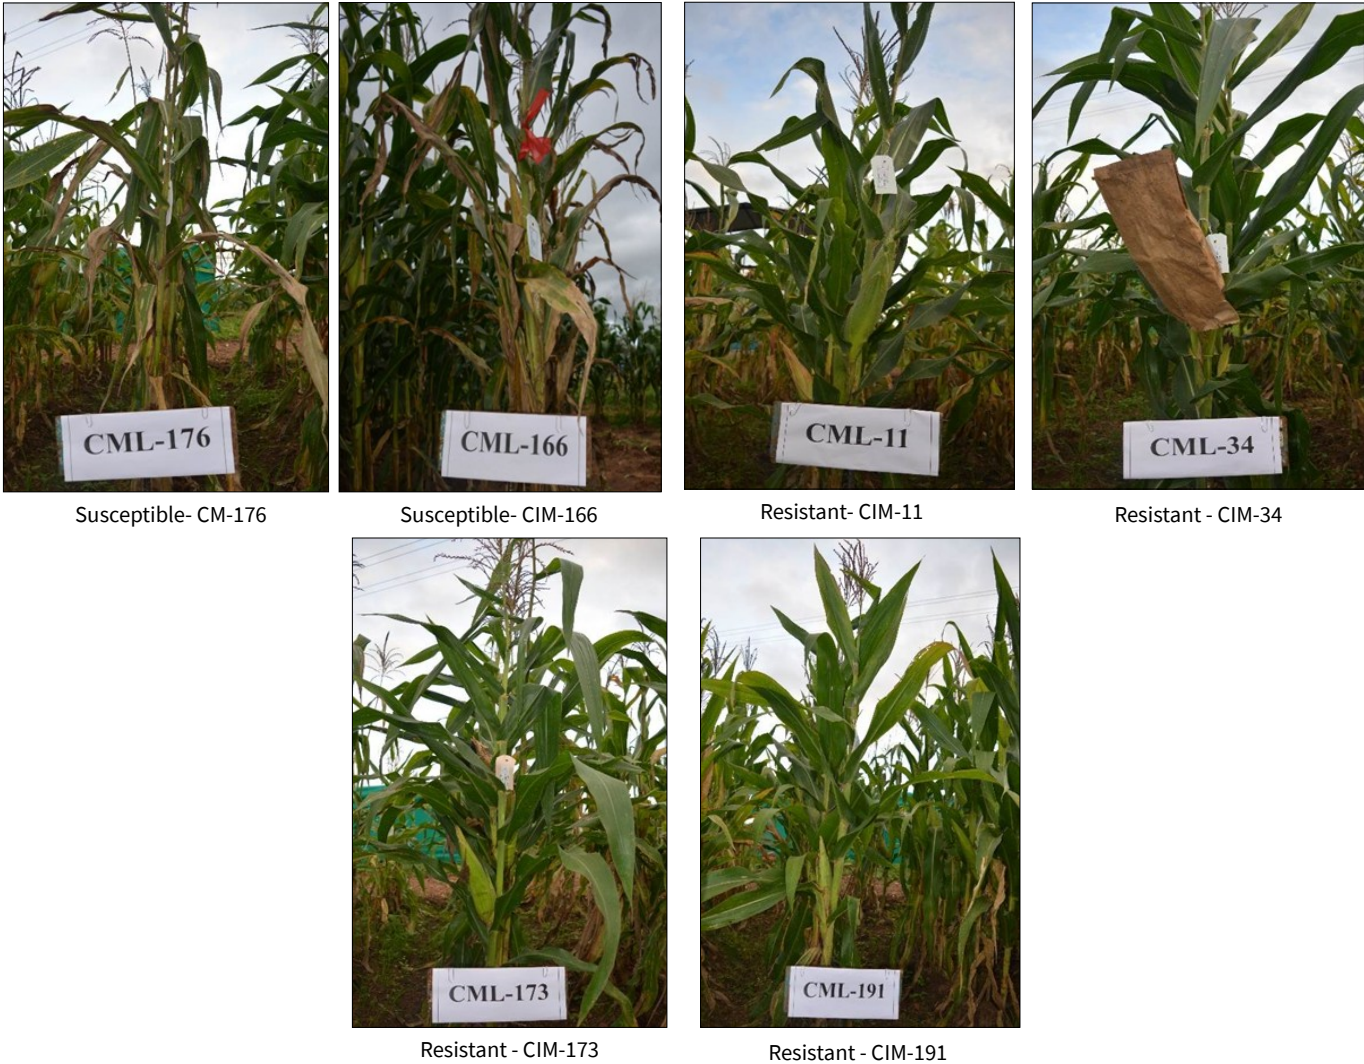 CML-176
CML-166
CML-11
CML-34
Susceptible- CM-176
Susceptible- CIM-166
Resistant- CIM-11
Resistant - CIM-34
CML-173
CML-191
Resistant - CIM-173
Resistant - CIM-191